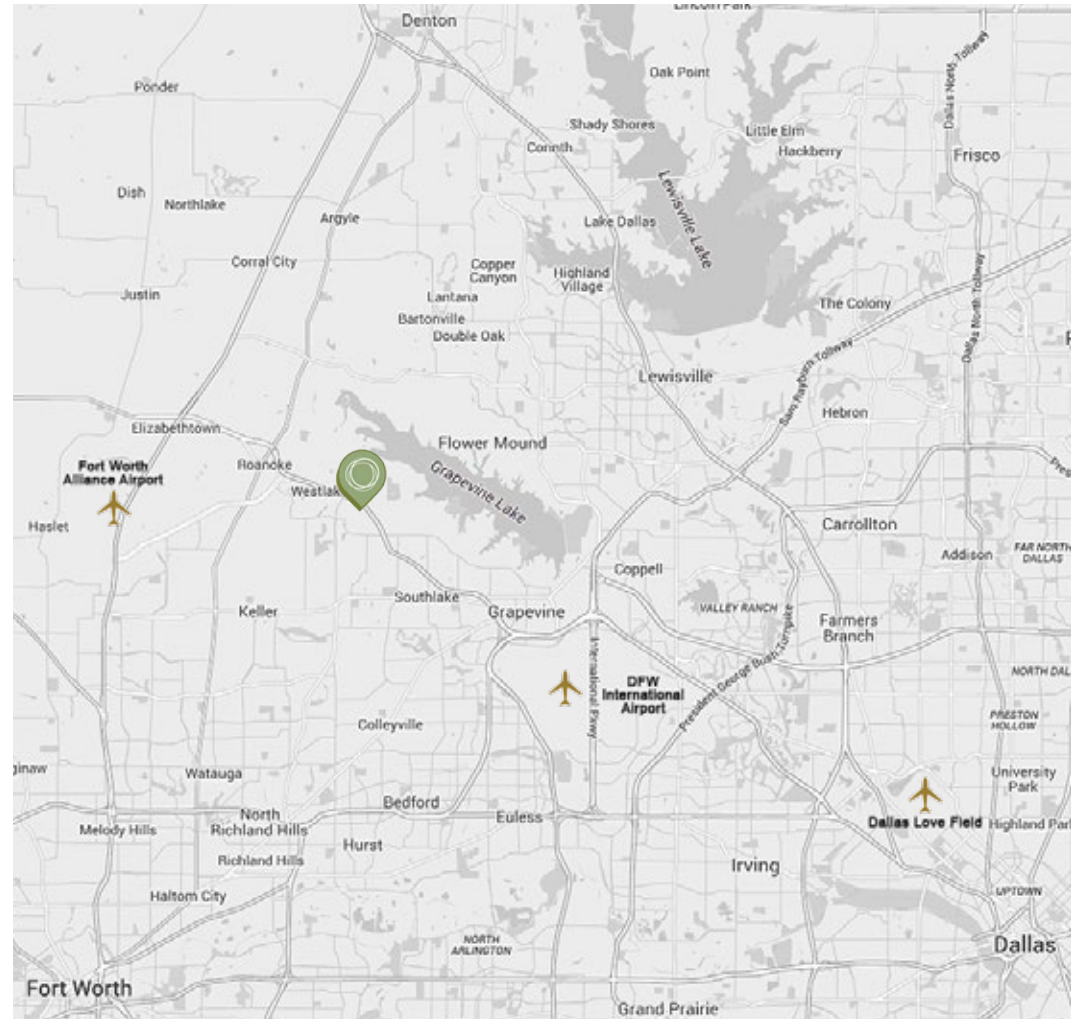 Denton
Oak Point
Ponder
Shady Shores
Little Elm
Corinth
Hackberry
Frisco
Dallas North Tollway
Dish
Northlake
Argyle
Lake Dallas
Lewisville Lake
Corral City
Copper
Canyon
Highland
Village
Justin
Lantana
Bartonville
Double Oak
The Colony
Dallas North Tollway
Sam Rayburn Tollway
Lewisville
Hebron
Elizabethtown
Flower Mound
Roanoke
Fort Worth
Alliance Airport
Grapevine Lake
Haslet
Carrollton
Addison
FAR NORTH
DALLAS
Coppell
Southlake
Keller
Grapevine
VALLEY RANCH
Farmers
Branch
International Pkwy
President George Bush Turnpike
DFW
International
Airport
Colleyville
PRESTON
HOLLOW
Watauga
University
Park
Bedford
North
Richland Hills
Euless
Melody Hills
Dallas Love Field
Hurst
Richland Hills
Irving
Haltom City
UPTOWN
NORTH
ARLINGTON
Dallas
Fort Worth
Grand Prairie